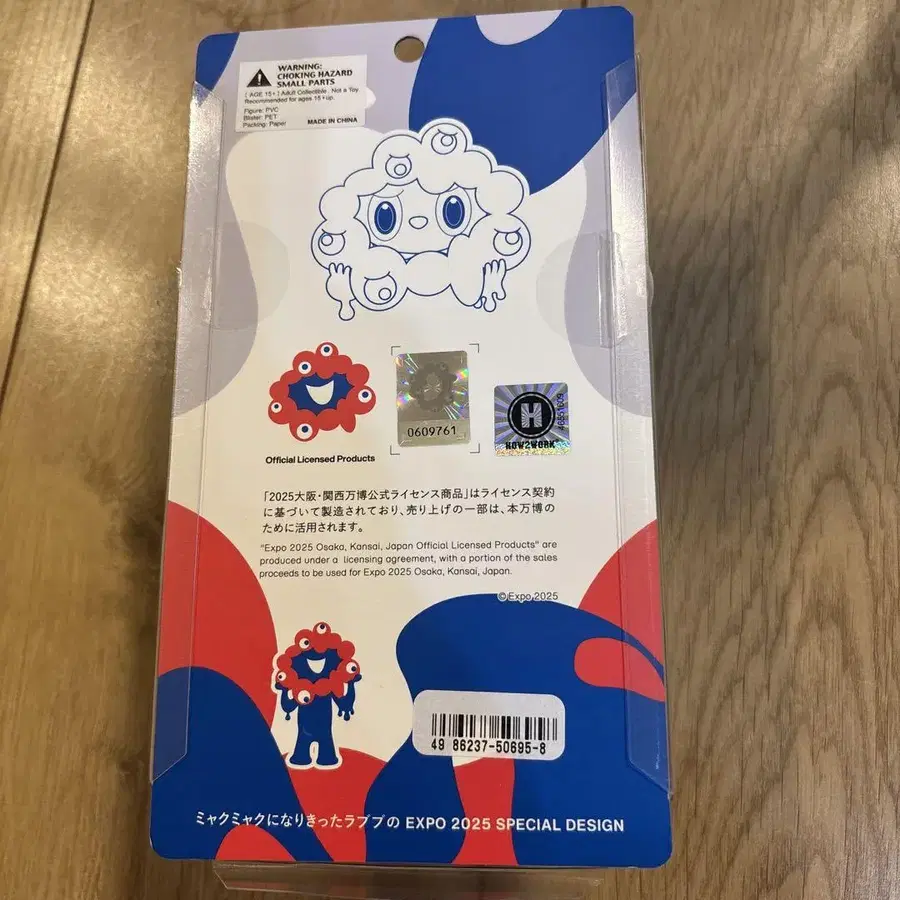 WARNING:
CHOKING HAZARD
SMALL PARTS
[ AGE 15+ ] Adult Collectible . Not a Toy.
Recommended for ages 15+up.
Figure: PVC
Blister: PET
Packing: Paper
MADE IN CHINA
0609761
H
HOW2WORK
46851609
Official Licensed Products
「2025大阪・関西万博公式ライセンス商品」はライセンス契約
に基づいて製造されており、売り上げの一部は、本万博の
ために活用されます。
"Expo 2025 Osaka, Kansai, Japan Official Licensed Products" are
produced under a licensing agreement, with a portion of the sales
proceeds to be used for Expo 2025 Osaka, Kansai, Japan.
©Expo 2025
49 86237-50695-8
ミャクミャクになりきったラブブの EXPO 2025 SPECIAL DESIGN